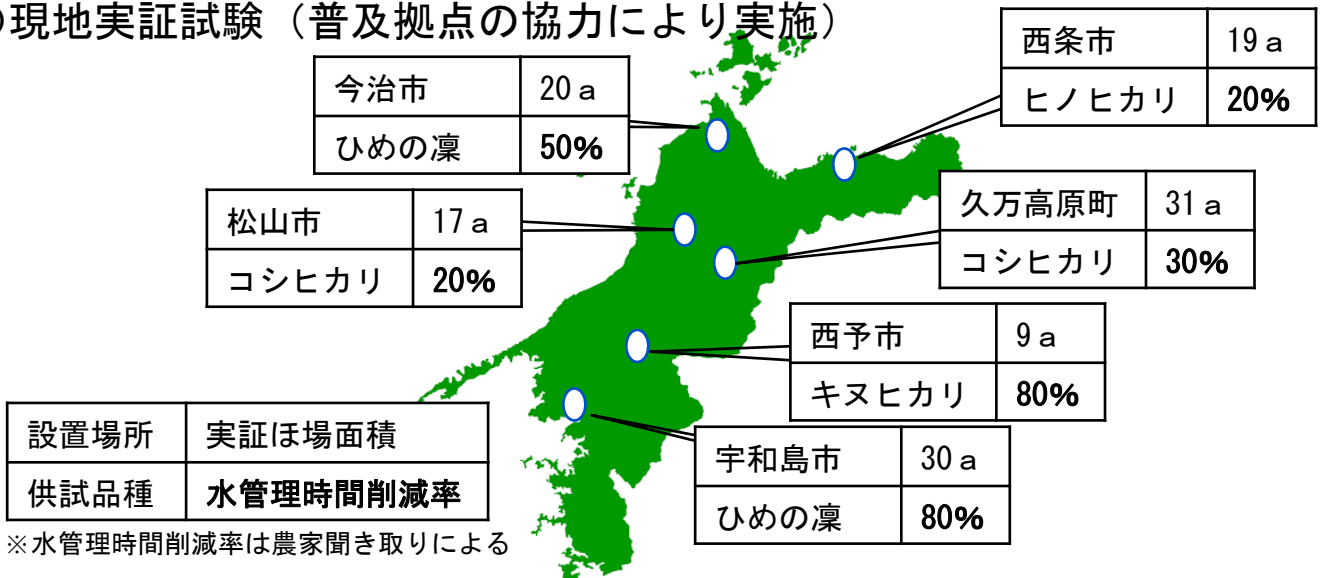 の現地実証試験（普及拠点の協力により実施）
今治市 20ａ
ひめの凜 50%
西条市 19ａ
ヒノヒカリ 20%
松山市 17ａ
コシヒカリ 20%
久万高原町 31ａ
コシヒカリ 30%
西予市 9ａ
キヌヒカリ 80%
宇和島市 30ａ
ひめの凜 80%
設置場所 実証ほ場面積
供試品種 水管理時間削減率
※水管理時間削減率は農家聞き取りによる